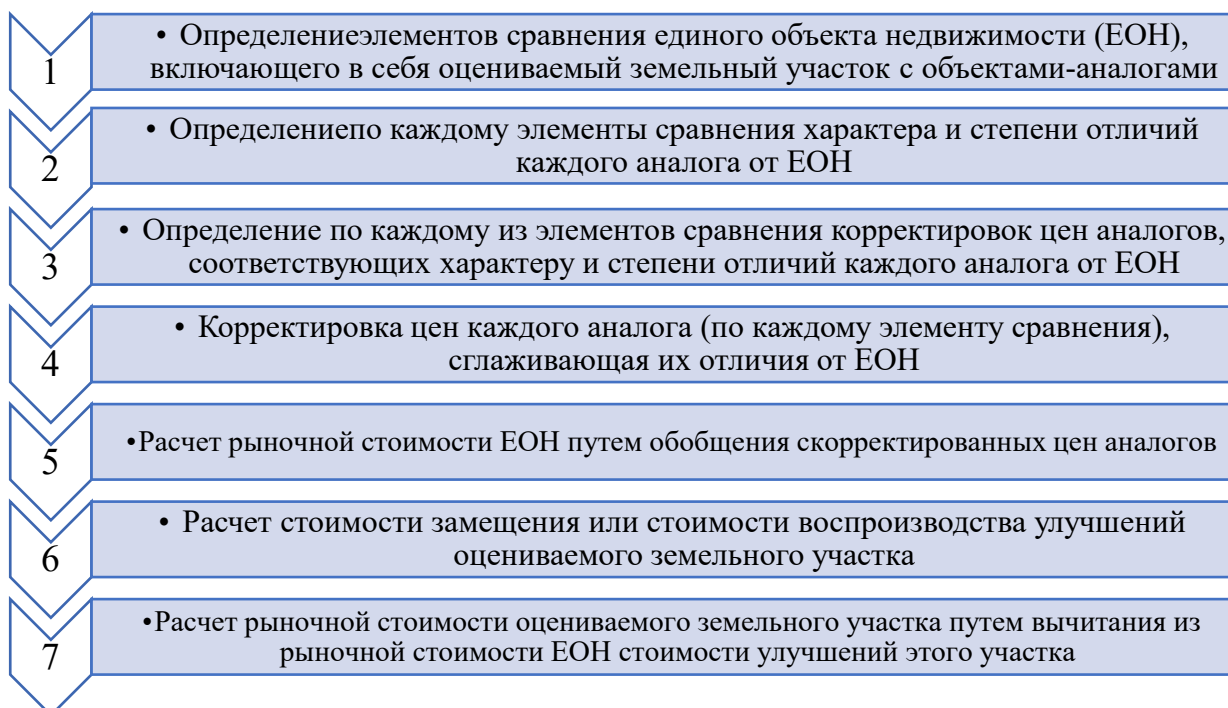 1
• Определениеэлементов сравнения единого объекта недвижимости (ЕОН),
включающего в себя оцениваемый земельный участок с объектами-аналогами
2
• Определениепо каждому элементы сравнения характера и степени отличий
каждого аналога от ЕОН
3
• Определение по каждому из элементов сравнения корректировок цен аналогов,
соответствующих характеру и степени отличий каждого аналога от ЕОН
4
• Корректировка цен каждого аналога (по каждому элементу сравнения),
сглаживающая их отличия от ЕОН
5
•Расчет рыночной стоимости ЕОН путем обобщения скорректированных цен аналогов
6
• Расчет стоимости замещения или стоимости воспроизводства улучшений
оцениваемого земельного участка
7
•Расчет рыночной стоимости оцениваемого земельного участка путем вычитания из
рыночной стоимости ЕОН стоимости улучшений этого участка